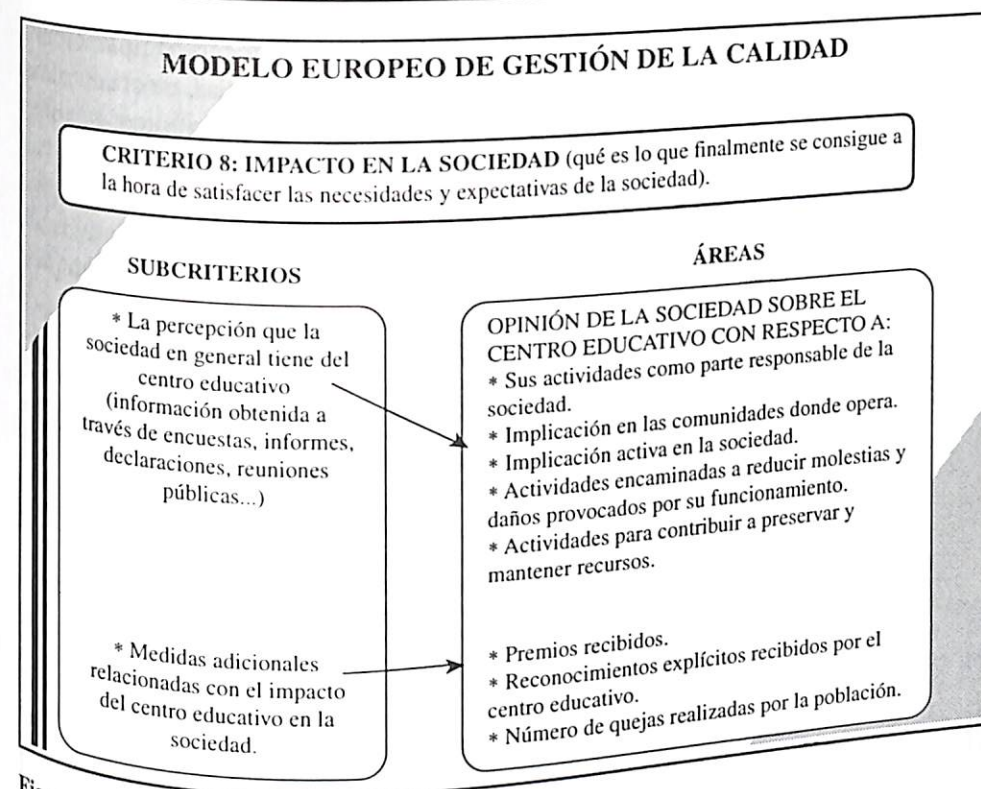 MODELO EUROPEO DE GESTIÓN DE LA CALIDAD
CRITERIO 8: IMPACTO EN LA SOCIEDAD (qué es lo que finalmente se consigue a
la hora de satisfacer las necesidades y expectativas de la sociedad).
SUBCRITERIOS
* La percepción que la
sociedad en general tiene del
centro educativo
(información obtenida a
través de encuestas, informes,
declaraciones, reuniones
públicas...)
* Medidas adicionales
relacionadas con el impacto
del centro educativo en la
sociedad.
ÁREAS
OPINIÓN DE LA SOCIEDAD SOBRE EL
CENTRO EDUCATIVO CON RESPECTO A:
* Sus actividades como parte responsable de la
sociedad.
* Implicación en las comunidades donde opera.
* Implicación activa en la sociedad.
* Actividades encaminadas a reducir molestias y
daños provocados por su funcionamiento.
* Actividades para contribuir a preservar y
mantener recursos.
* Premios recibidos.
* Reconocimientos explícitos recibidos por el
centro educativo.
* Número de quejas realizadas por la población.